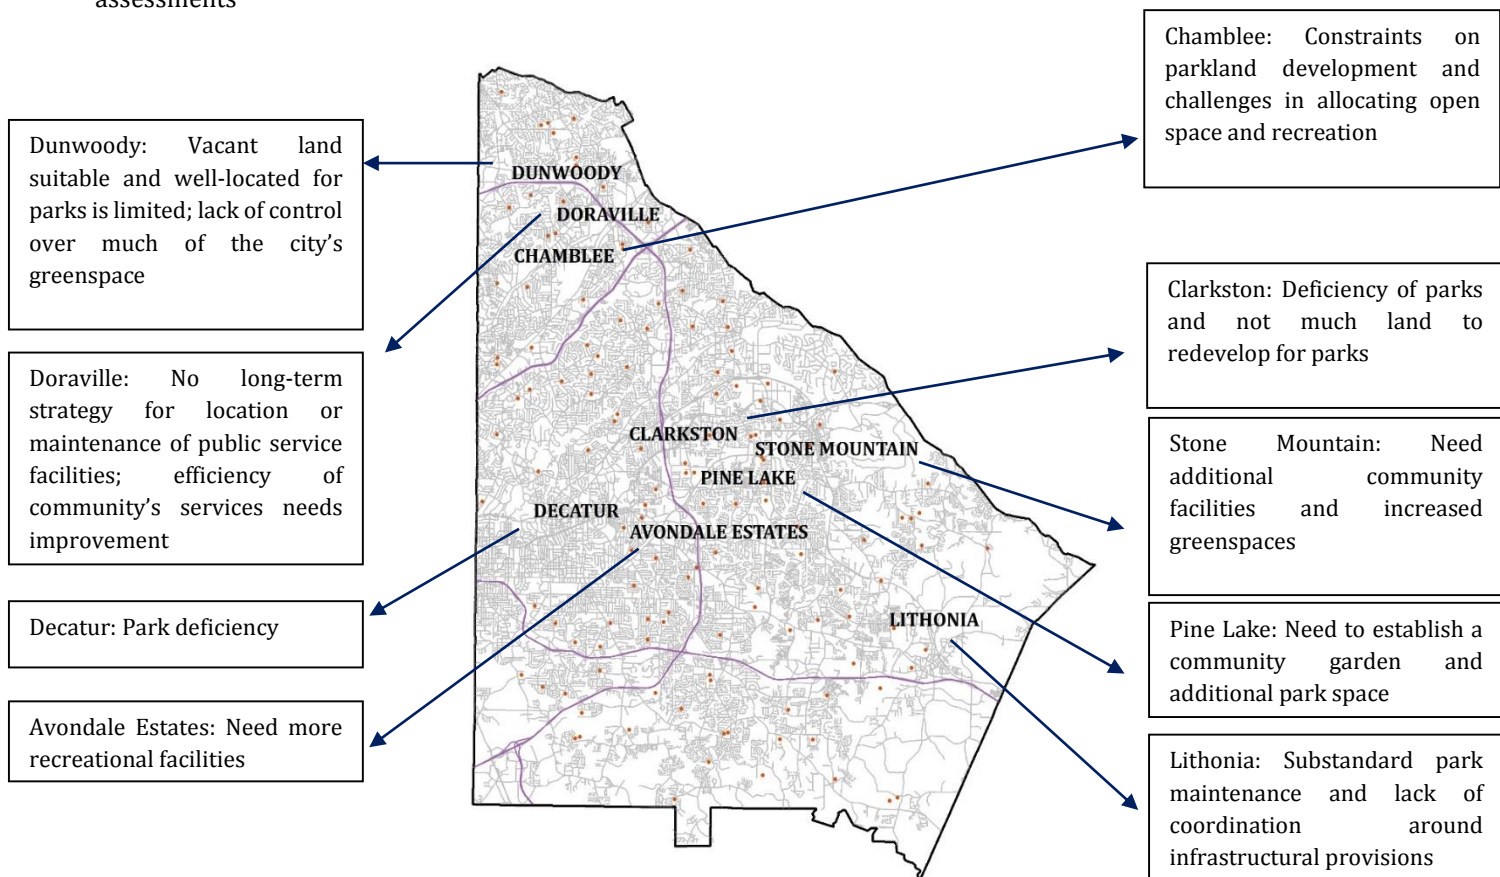 assessments
Dunwoody: Vacant land
suitable and well-located for
parks is limited; lack of control
over much of the city’s
greenspace
Doraville: No long-term
strategy for location or
maintenance of public service
facilities; efficiency of
community’s services needs
improvement
Decatur: Park deficiency
Avondale Estates: Need more
recreational facilities
DUNWOODY
DORAVILLE
CHAMBLEE
CLARKSTON
STONE MOUNTAIN
PINE LAKE
DECATUR
AVONDALE ESTATES
LITHONIA
Chamblee: Constraints on
parkland development and
challenges in allocating open
space and recreation
Clarkston: Deficiency of parks
and not much land to
redevelop for parks
Stone Mountain: Need
additional community
facilities and increased
greenspaces
Pine Lake: Need to establish a
community garden and
additional park space
Lithonia: Substandard park
maintenance and lack of
coordination around
infrastructural provisions